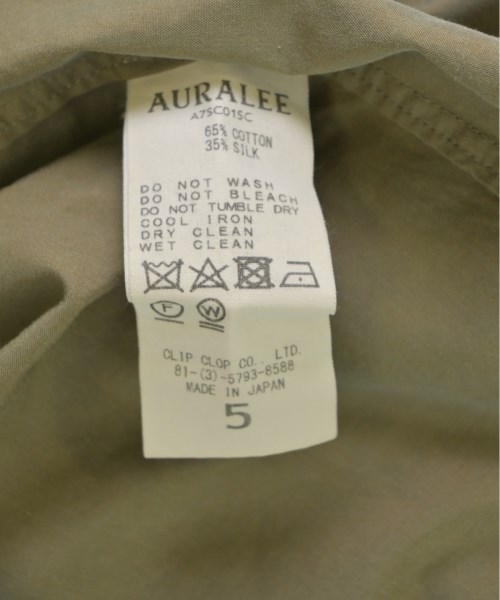 AURALEE
A7SC01SC
65% COTTON
35% SILK
DO NOT WASH
DO NOT BLEACH
DO NOT TUMBLE DRY
COOL IRON
DRY CLEAN
WET CLEAN
F W
CLIP CLOP CO., LTD.
81-(3)-5793-8588
MADE IN JAPAN
5